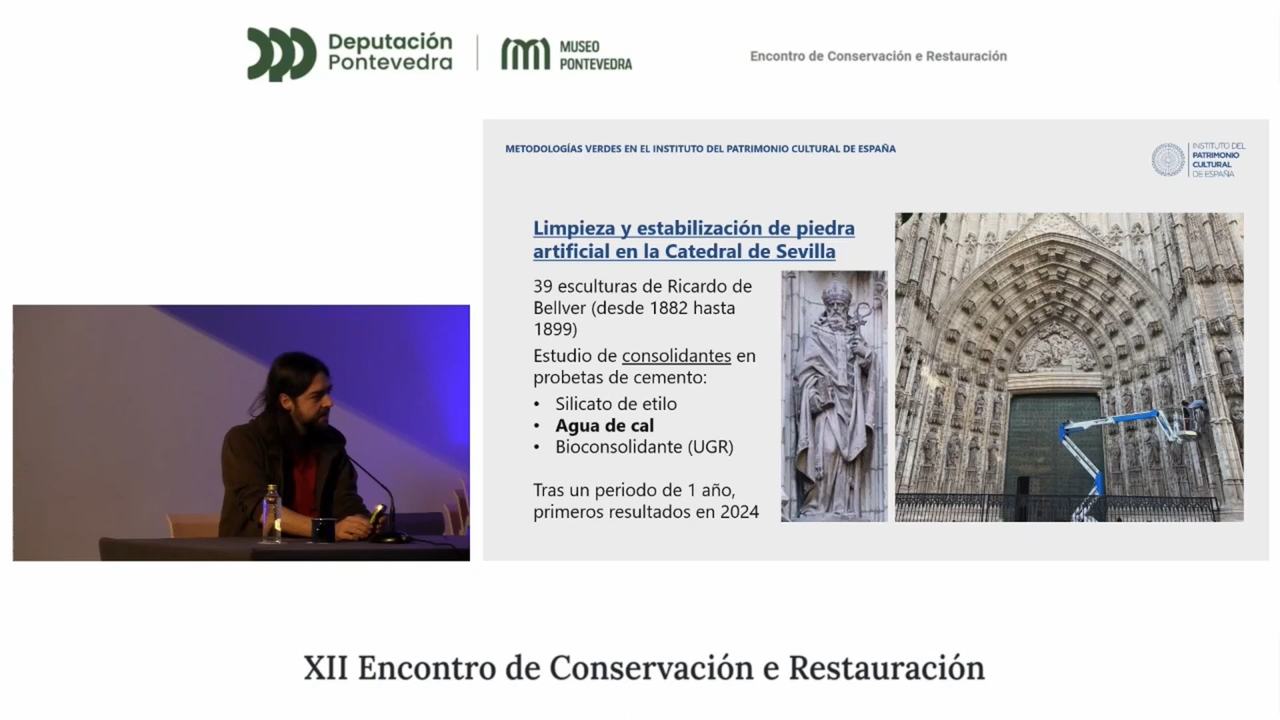 Deputación
Pontevedra
MUSEO
PONTEVEDRA
Encontro de Conservación e Restauración
METODOLOGÍAS VERDES EN EL INSTITUTO DEL PATRIMONIO CULTURAL DE ESPAÑA
INSTITUTO DEL
PATRIMONIO
CULTURAL
DE ESPAÑA
Limpieza y estabilización de piedra
artificial en la Catedral de Sevilla
39 esculturas de Ricardo de
Bellver (desde 1882 hasta
1899)
Estudio de consolidantes en
probetas de cemento:
• Silicato de etilo
• Agua de cal
• Bioconsolidante (UGR)
Tras un periodo de 1 año,
primeros resultados en 2024
XII Encontro de Conservación e Restauración